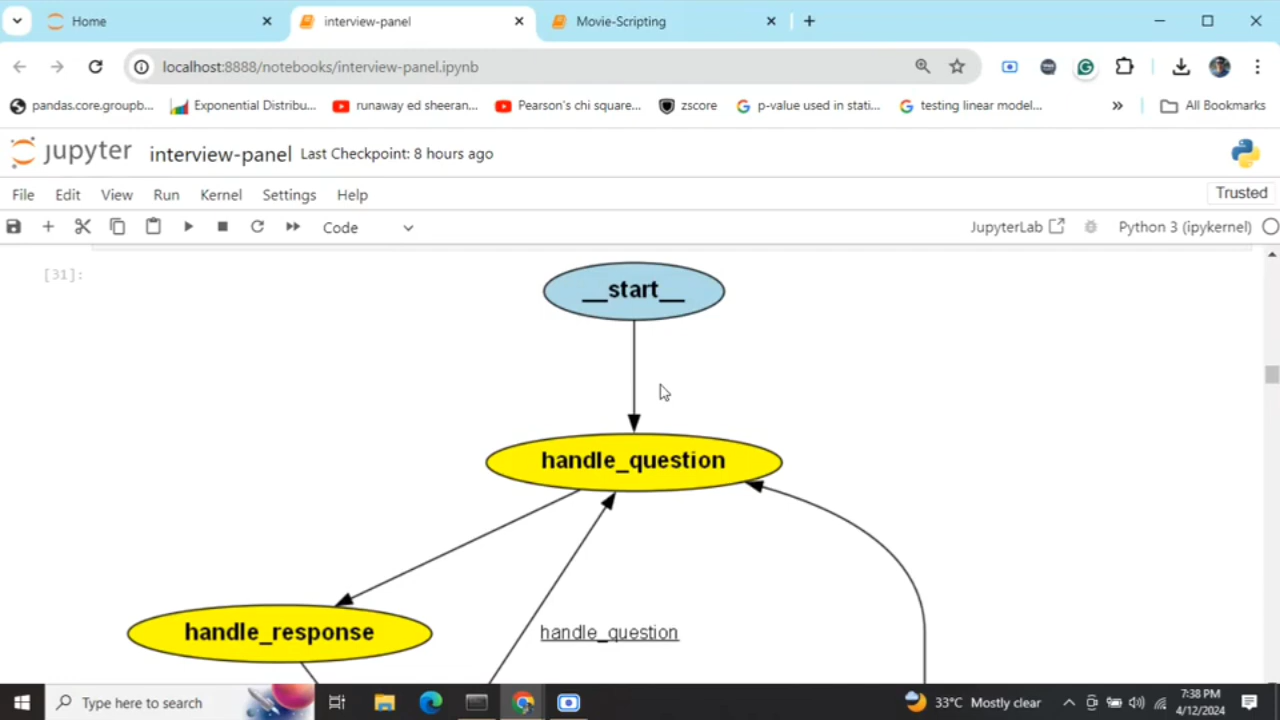 Home
interview-panel
Movie-Scripting
localhost:8888/notebooks/interview-panel.ipynb
pandas.core.groupb...
Exponential Distribu...
runaway ed sheeran...
Pearson's chi square...
zscore
p-value used in stati...
testing linear model...
All Bookmarks
jupyter
interview-panel
Last Checkpoint: 8 hours ago
File
Edit
View
Run
Kernel
Settings
Help
Trusted
Code
JupyterLab
Python 3 (ipykernel)
[31]:
__start__
handle_question
handle_response
handle_question
Type here to search
33°C Mostly clear
7:38 PM
4/12/2024